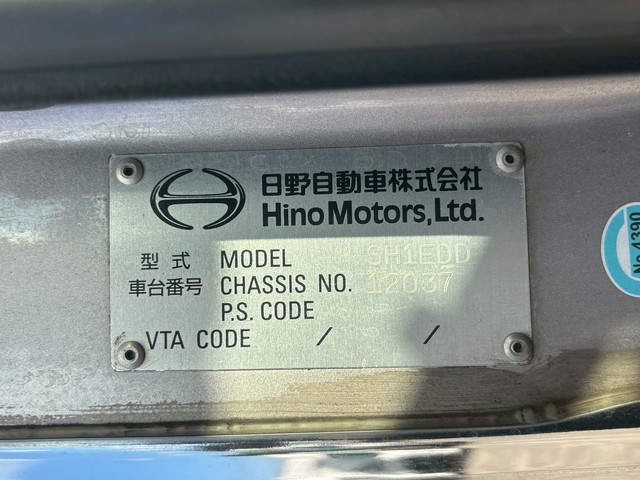 日野自動車株式会社
Hino Motors, Ltd.
型式 MODEL SH1EDD
車台番号 CHASSIS NO. 12037
P.S. CODE
VTA CODE / /
No.4390